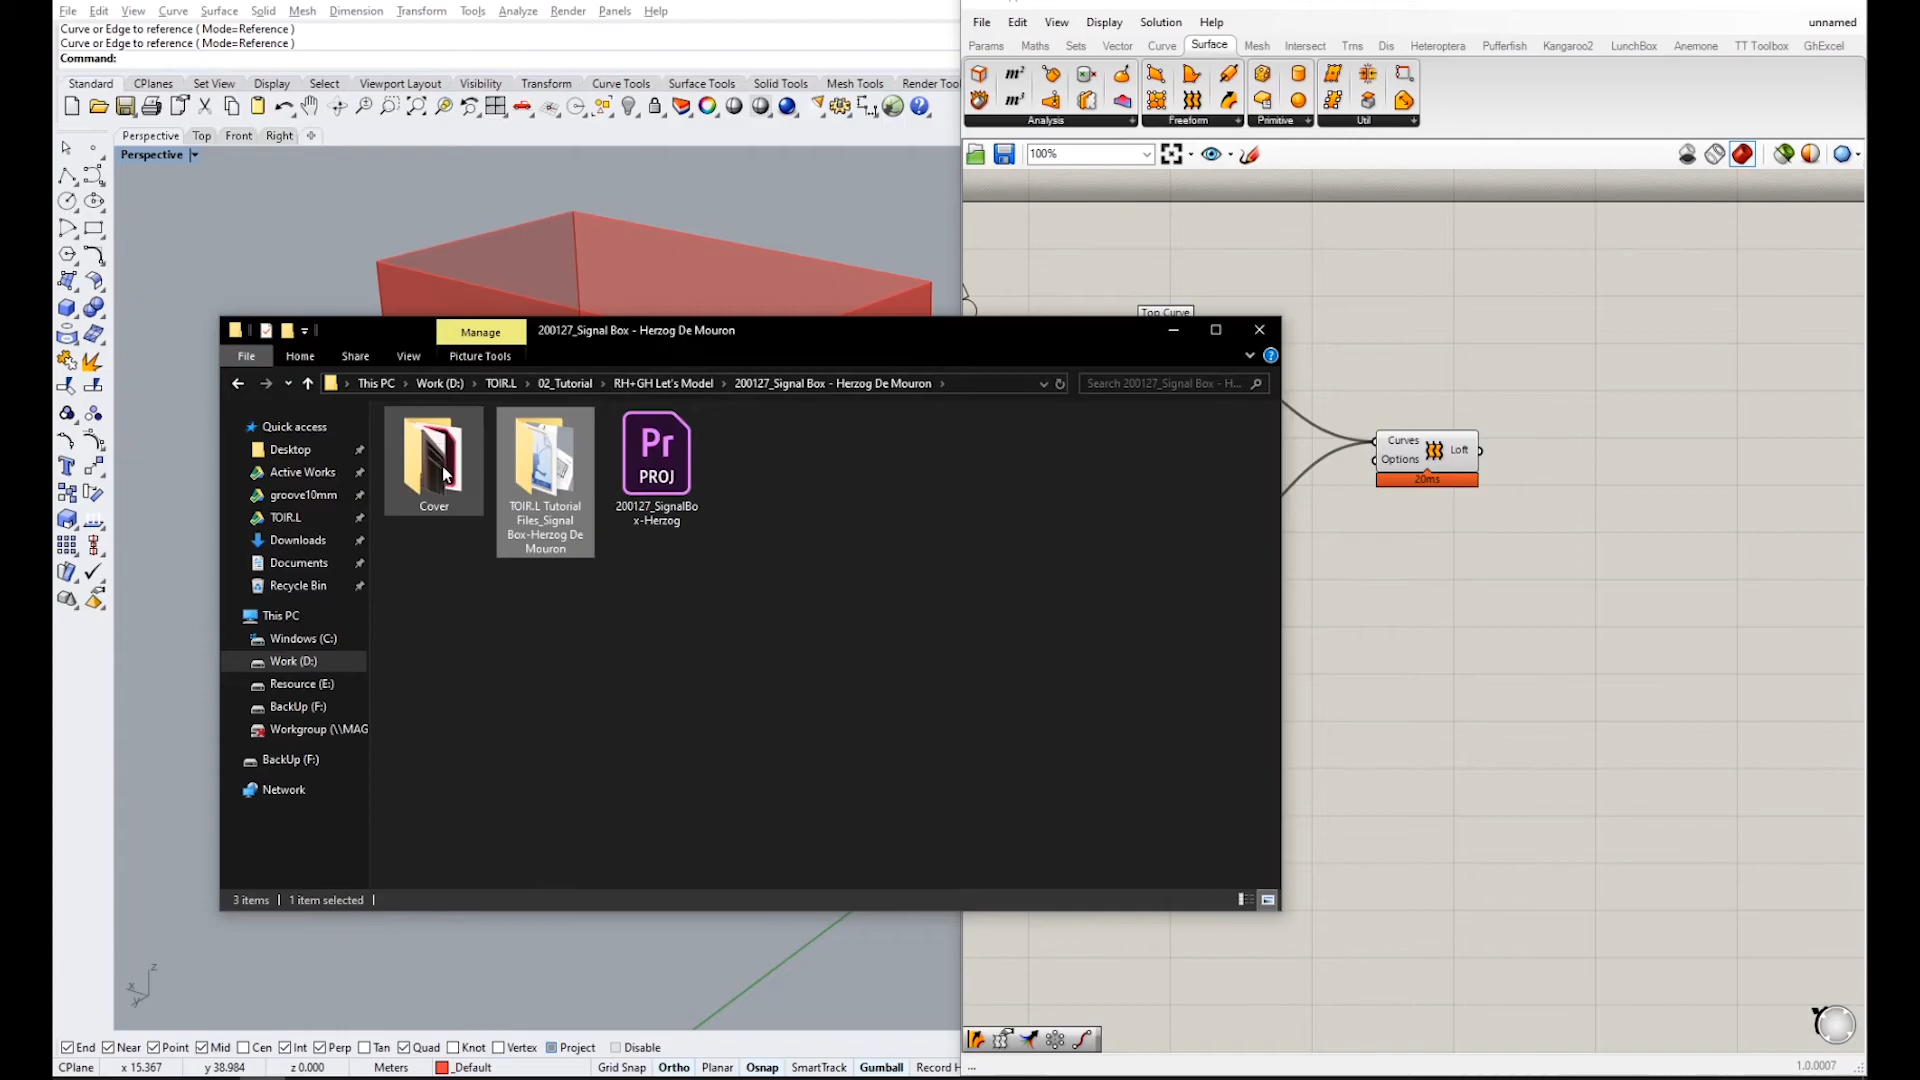 File Edit View Curve Surface Solid Mesh Dimension Transform Tools Analyze Render Panels Help
Curve or Edge to reference ( Mode=Reference )
Curve or Edge to reference ( Mode=Reference )
Command:
Standard CPlanes Set View Display Select Viewport Layout Visibility Transform Curve Tools Surface Tools Solid Tools Mesh Tools Render Too
Perspective Top Front Right
Perspective
File Edit View Display Solution Help unnamed
Params Maths Sets Vector Curve Surface Mesh Intersect Trns Dis Heteroptera Pufferfish Kangaroo2 LunchBox Anemone TT Toolbox GhExcel
m²
m³
Analysis Freeform Primitive Util
100%
Top Curve
Curves
Options
Loft
20ms
Manage 200127_Signal Box - Herzog De Mouron
File Home Share View Picture Tools
This PC Work (D:) TOIR.L 02_Tutorial RH+GH Let's Model 200127_Signal Box - Herzog De Mouron Search 200127_Signal Box - H...
Quick access
Desktop
Active Works
groove10mm
TOIR.L
Downloads
Documents
Recycle Bin
This PC
Windows (C:)
Work (D:)
Resource (E:)
BackUp (F:)
Workgroup (\\MAG
BackUp (F:)
Network
Cover
TOIR.L Tutorial
Files_Signal
Box-Herzog De
Mouron
Pr
PROJ
200127_SignalBo
x-Herzog
3 items 1 item selected
z
x
y
End Near Point Mid Cen Int Perp Tan Quad Knot Vertex Project Disable
CPlane x 15.367 y 38.984 z 0.000 Meters _Default Grid Snap Ortho Planar Osnap SmartTrack Gumball Record H
... 1.0.0007